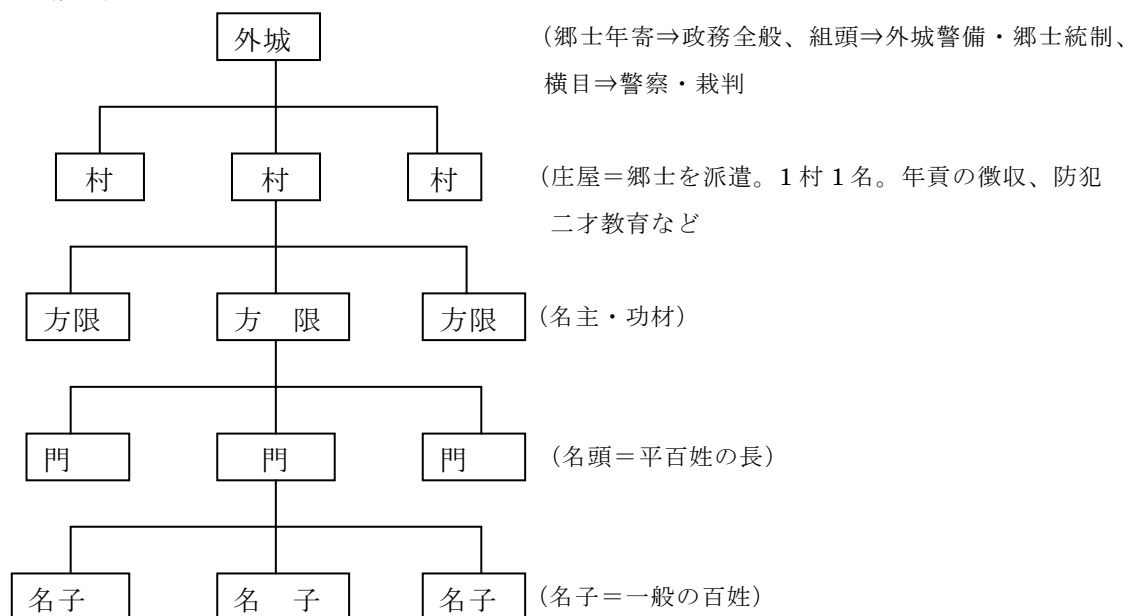 外城
(郷士年寄⇒政務全般、組頭⇒外城警備・郷士統制、
横目⇒警察・栽判
村 村 村
(庄屋=郷士を派遣。1村1名。年貢の徴収、防犯
二才教育など
方限 方 限 方限 (名主・功材)
門 門 門 (名頭=平百姓の長)
名子 名 子 名子 (名子=一般の百姓)